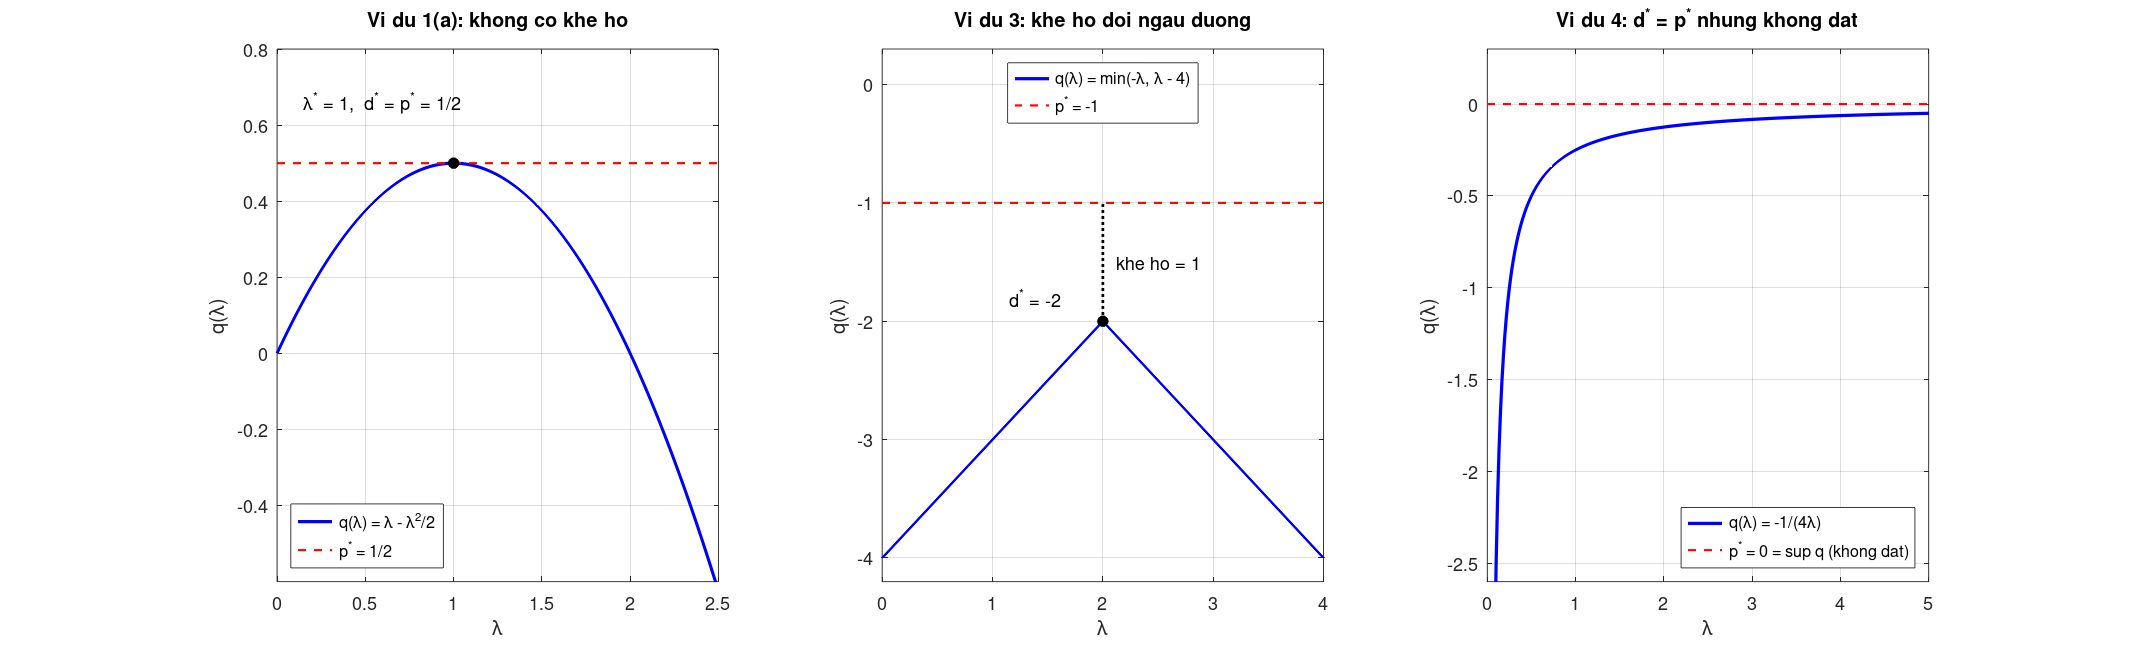 Vi du 1(a): khong co khe ho
0.8
0.6
0.4
0.2
0
-0.2
-0.4
q(λ)
λ* = 1, d* = p* = 1/2
q(λ) = λ - λ²/2
p* = 1/2
0 0.5 1 1.5 2 2.5
λ
Vi du 3: khe ho doi ngau duong
0
-1
-2
-3
-4
q(λ)
q(λ) = min(-λ, λ - 4)
p* = -1
khe ho = 1
d* = -2
0 1 2 3 4
λ
Vi du 4: d* = p* nhung khong dat
0
-0.5
-1
-1.5
-2
-2.5
q(λ)
q(λ) = -1/(4λ)
p* = 0 = sup q (khong dat)
0 1 2 3 4 5
λ